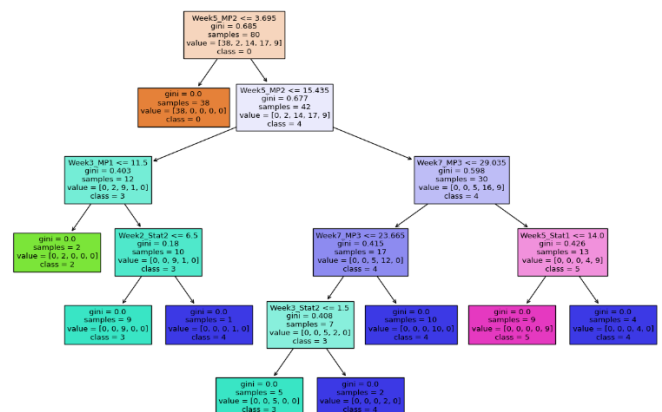 Week5_MP2 <= 3.695
gini = 0.685
samples = 80
value = [38, 2, 14, 17, 9]
class = 0
gini = 0.0
samples = 38
value = [38, 0, 0, 0, 0]
class = 0
Week5_MP2 <= 15.435
gini = 0.677
samples = 42
value = [0, 2, 14, 17, 9]
class = 4
Week3_MP1 <= 11.5
gini = 0.403
samples = 12
value = [0, 2, 9, 1, 0]
class = 3
Week7_MP3 <= 29.035
gini = 0.598
samples = 30
value = [0, 0, 5, 16, 9]
class = 4
gini = 0.0
samples = 2
value = [0, 2, 0, 0, 0]
class = 2
Week2_Stat2 <= 6.5
gini = 0.18
samples = 10
value = [0, 0, 9, 1, 0]
class = 3
Week7_MP3 <= 23.665
gini = 0.415
samples = 17
value = [0, 0, 5, 12, 0]
class = 4
Week5_Stat1 <= 14.0
gini = 0.426
samples = 13
value = [0, 0, 0, 4, 9]
class = 5
gini = 0.0
samples = 9
value = [0, 0, 9, 0, 0]
class = 3
gini = 0.0
samples = 1
value = [0, 0, 0, 1, 0]
class = 4
Week3_Stat2 <= 1.5
gini = 0.408
samples = 7
value = [0, 0, 5, 2, 0]
class = 3
gini = 0.0
samples = 10
value = [0, 0, 0, 10, 0]
class = 4
gini = 0.0
samples = 9
value = [0, 0, 0, 0, 9]
class = 5
gini = 0.0
samples = 4
value = [0, 0, 0, 4, 0]
class = 4
gini = 0.0
samples = 5
value = [0, 0, 5, 0, 0]
class = 3
gini = 0.0
samples = 2
value = [0, 0, 0, 2, 0]
class = 4